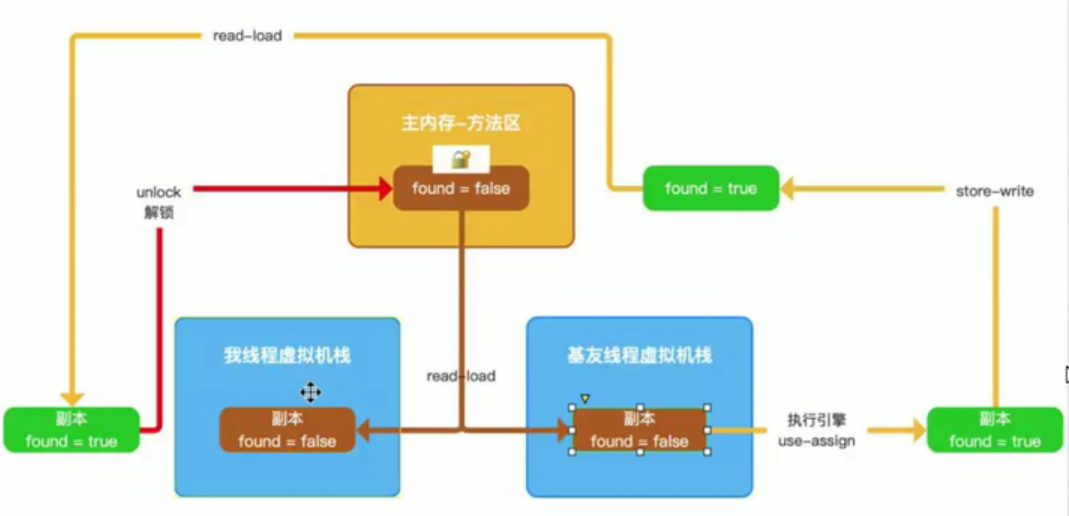 read-load
主内存-方法区
found = false
found = true
unlock
解锁
store-write
我线程虚拟机栈
基友线程虚拟机栈
read-load
副本
found = true
副本
found = false
副本
found = false
执行引擎
use-assign
副本
found = true